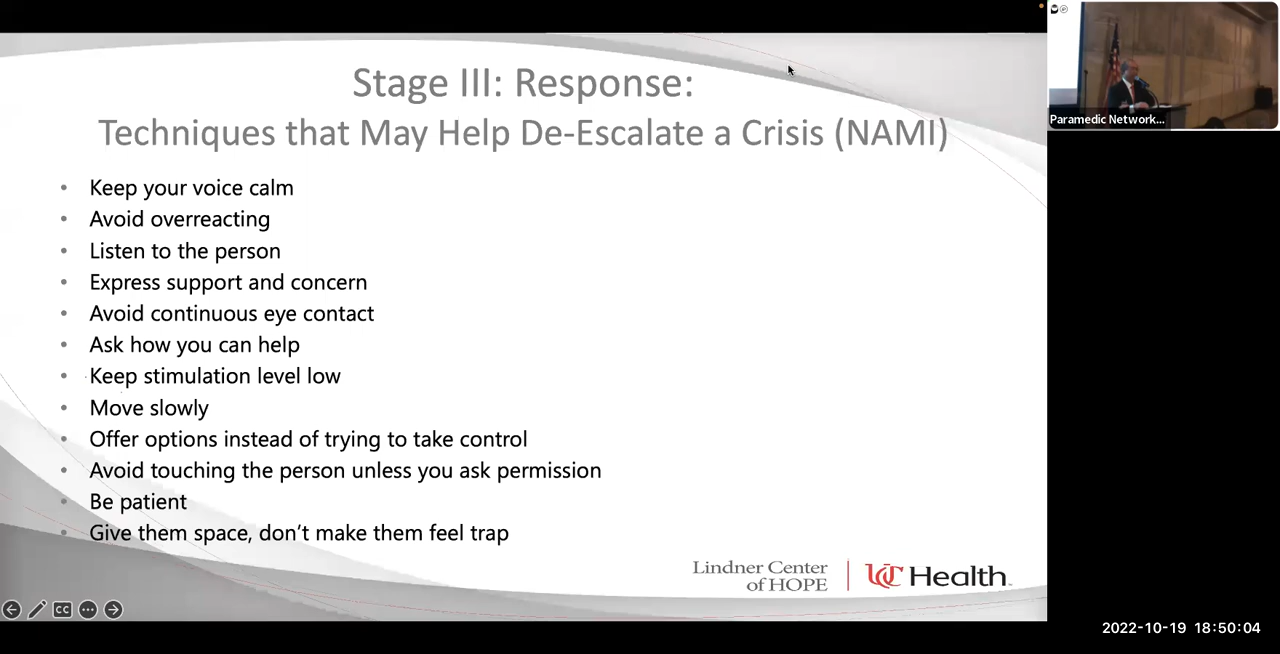 Stage III: Response:
Techniques that May Help De-Escalate a Crisis (NAMI)
• Keep your voice calm
• Avoid overreacting
• Listen to the person
• Express support and concern
• Avoid continuous eye contact
• Ask how you can help
• Keep stimulation level low
• Move slowly
• Offer options instead of trying to take control
• Avoid touching the person unless you ask permission
• Be patient
• Give them space, don’t make them feel trap
Lindner Center
of HOPE
UC Health
CC
Paramedic Network...
2022-10-19 18:50:04